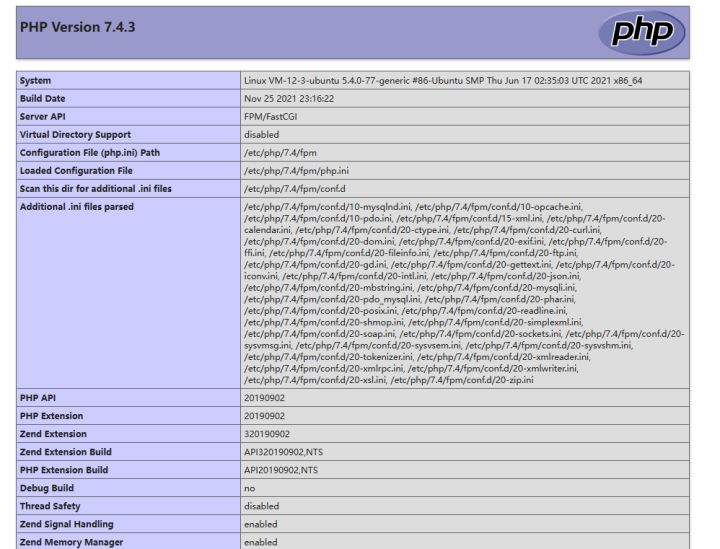 PHP Version 7.4.3
php
System Linux VM-12-3-ubuntu 5.4.0-77-generic #86-Ubuntu SMP Thu Jun 17 02:35:03 UTC 2021 x86_64
Build Date Nov 25 2021 23:16:22
Server API FPM/FastCGI
Virtual Directory Support disabled
Configuration File (php.ini) Path /etc/php/7.4/fpm
Loaded Configuration File /etc/php/7.4/fpm/php.ini
Scan this dir for additional .ini files /etc/php/7.4/fpm/conf.d
Additional .ini files parsed /etc/php/7.4/fpm/conf.d/10-mysqlnd.ini, /etc/php/7.4/fpm/conf.d/10-opcache.ini,
/etc/php/7.4/fpm/conf.d/10-pdo.ini, /etc/php/7.4/fpm/conf.d/15-xml.ini, /etc/php/7.4/fpm/conf.d/20-
calendar.ini, /etc/php/7.4/fpm/conf.d/20-ctype.ini, /etc/php/7.4/fpm/conf.d/20-curl.ini,
/etc/php/7.4/fpm/conf.d/20-dom.ini, /etc/php/7.4/fpm/conf.d/20-exif.ini, /etc/php/7.4/fpm/conf.d/20-
ffi.ini, /etc/php/7.4/fpm/conf.d/20-fileinfo.ini, /etc/php/7.4/fpm/conf.d/20-ftp.ini,
/etc/php/7.4/fpm/conf.d/20-gd.ini, /etc/php/7.4/fpm/conf.d/20-gettext.ini, /etc/php/7.4/fpm/conf.d/20-
iconv.ini, /etc/php/7.4/fpm/conf.d/20-intl.ini, /etc/php/7.4/fpm/conf.d/20-json.ini,
/etc/php/7.4/fpm/conf.d/20-mbstring.ini, /etc/php/7.4/fpm/conf.d/20-mysqli.ini,
/etc/php/7.4/fpm/conf.d/20-pdo_mysql.ini, /etc/php/7.4/fpm/conf.d/20-phar.ini,
/etc/php/7.4/fpm/conf.d/20-posix.ini, /etc/php/7.4/fpm/conf.d/20-readline.ini,
/etc/php/7.4/fpm/conf.d/20-shmop.ini, /etc/php/7.4/fpm/conf.d/20-simplexml.ini,
/etc/php/7.4/fpm/conf.d/20-soap.ini, /etc/php/7.4/fpm/conf.d/20-sockets.ini, /etc/php/7.4/fpm/conf.d/20-
sysvmsg.ini, /etc/php/7.4/fpm/conf.d/20-sysvsem.ini, /etc/php/7.4/fpm/conf.d/20-sysvshm.ini,
/etc/php/7.4/fpm/conf.d/20-tokenizer.ini, /etc/php/7.4/fpm/conf.d/20-xmlreader.ini,
/etc/php/7.4/fpm/conf.d/20-xmlrpc.ini, /etc/php/7.4/fpm/conf.d/20-xmlwriter.ini,
/etc/php/7.4/fpm/conf.d/20-xsl.ini, /etc/php/7.4/fpm/conf.d/20-zip.ini
PHP API 20190902
PHP Extension 20190902
Zend Extension 320190902
Zend Extension Build API320190902,NTS
PHP Extension Build API20190902,NTS
Debug Build no
Thread Safety disabled
Zend Signal Handling enabled
Zend Memory Manager enabled